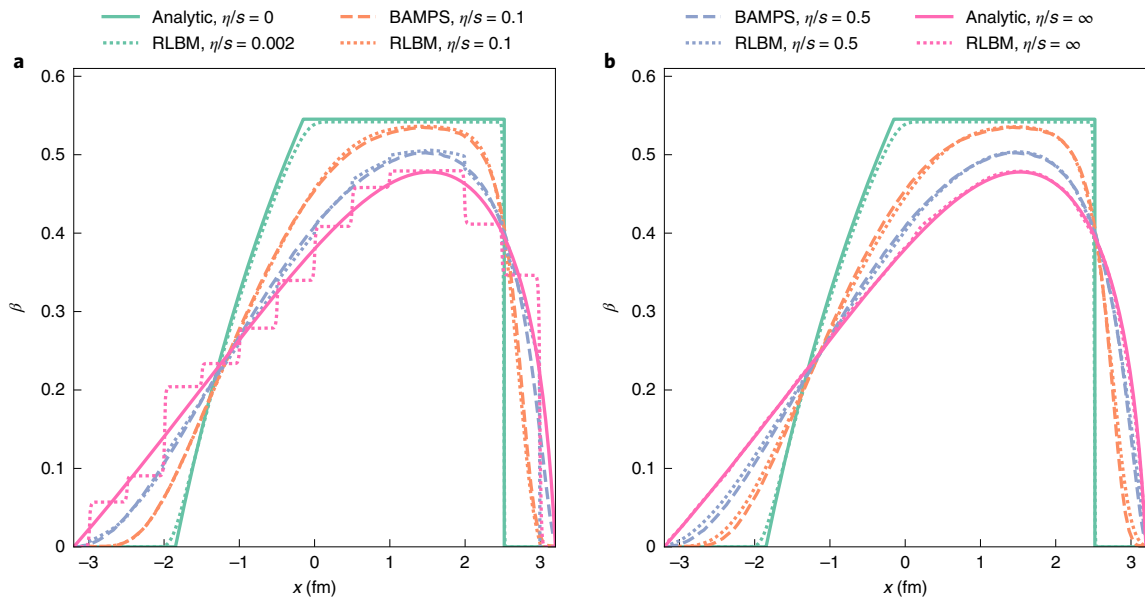 Analytic, η/s = 0
BAMPS, η/s = 0.1
BAMPS, η/s = 0.5
Analytic, η/s = ∞
RLBM, η/s = 0.002
RLBM, η/s = 0.1
RLBM, η/s = 0.5
RLBM, η/s = ∞
a
b
0.6
0.5
0.4
0.3
0.2
0.1
0
β
−3 −2 −1 0 1 2 3
x (fm)
0.6
0.5
0.4
0.3
0.2
0.1
0
β
−3 −2 −1 0 1 2 3
x (fm)